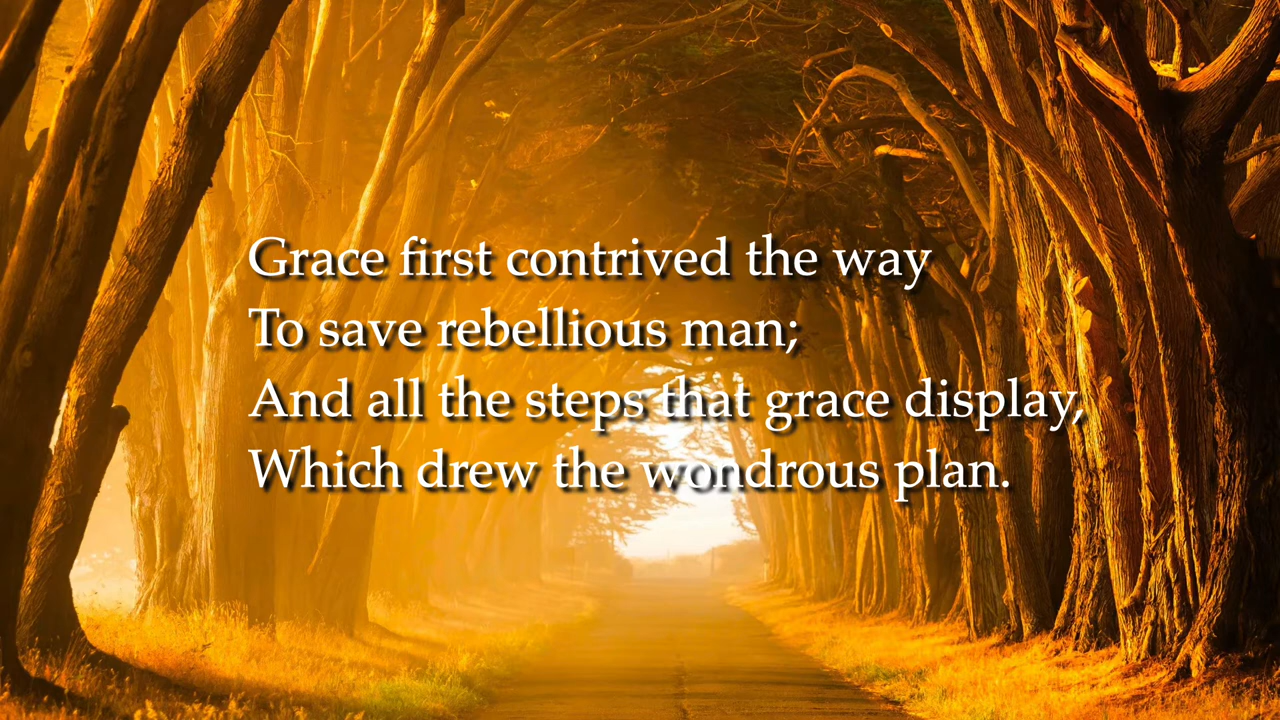 Grace first contrived the way
To save rebellious man;
And all the steps that grace display,
Which drew the wondrous plan.